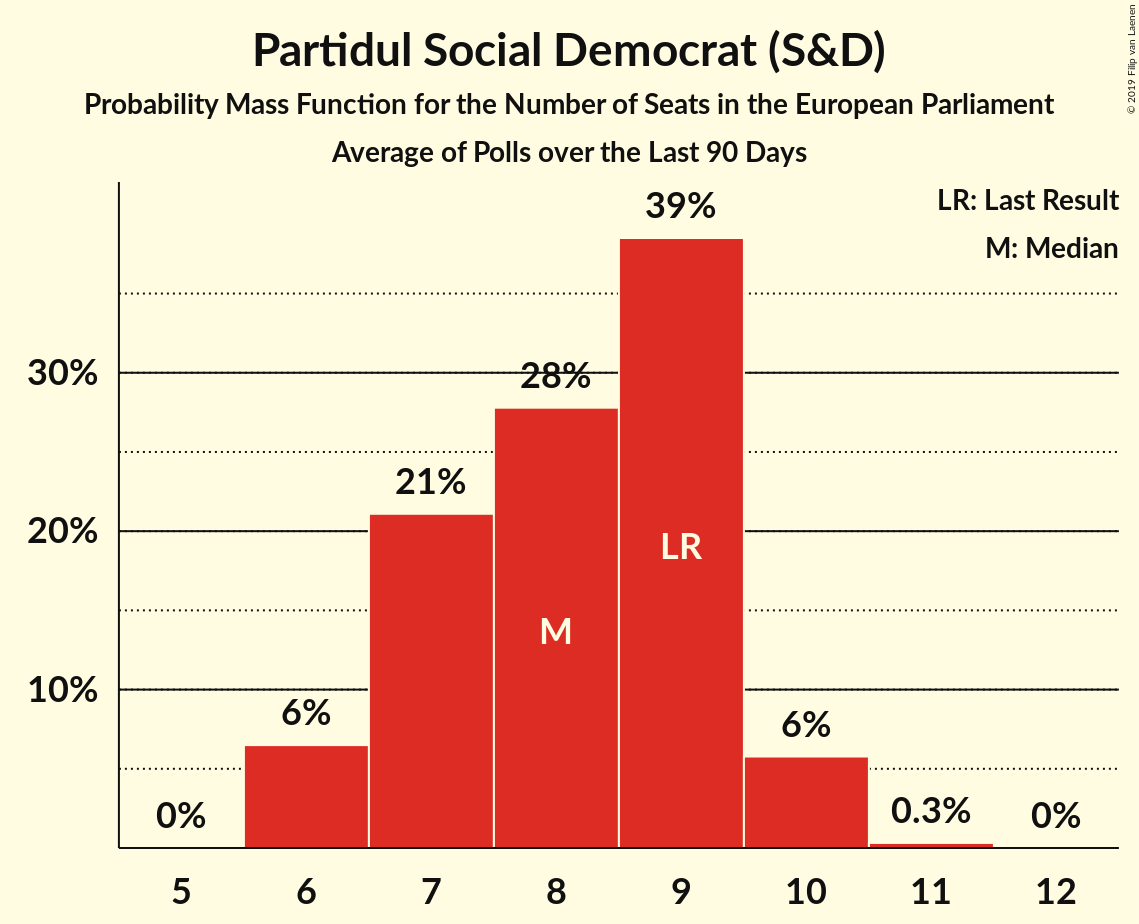 Partidul Social Democrat (S&D)
Probability Mass Function for the Number of Seats in the European Parliament
Average of Polls over the Last 90 Days
© 2019 Filip van Laenen
LR: Last Result
M: Median
39%
30%
28%
21%
20%
LR
M
10%
6%
6%
0%
0.3%
0%
5 6 7 8 9 10 11 12